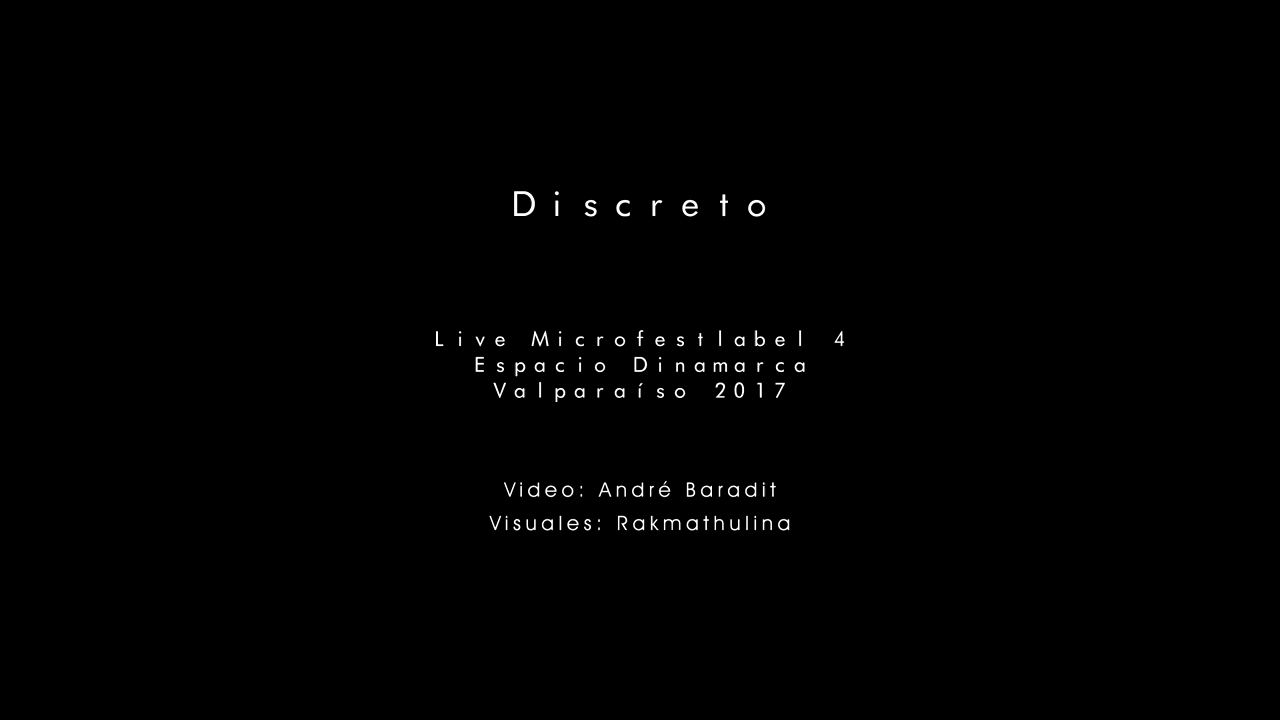 Discreto
Live Microfestlabel 4
Espacio Dinamarca
Valparaíso 2017
Video: André Baradit
Visuales: Rakmathulina